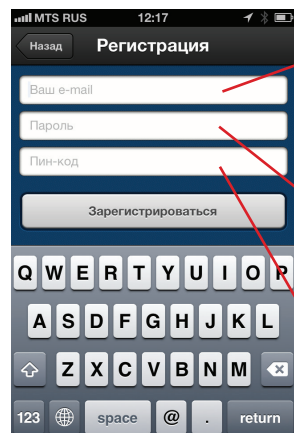 MTS RUS 12:17
Назад Регистрация
Ваш e-mail
Пароль
Пин-код
Зарегистрироваться
Q W E R T Y U I O P
A S D F G H J K L
Z X C V B N M
123 space @ . return